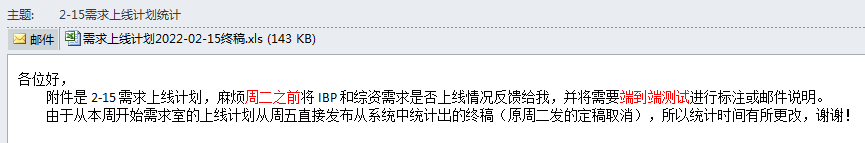 主题: 2-15需求上线计划统计
邮件 需求上线计划2022-02-15终稿.xls (143 KB)
各位好，
附件是 2-15 需求上线计划，麻烦周二之前将 IBP 和综资需求是否上线情况反馈给我，并将需要端到端测试进行标注或邮件说明。
由于从本周开始需求室的上线计划从周五直接发布从系统中统计出的终稿（原周二发的定稿取消），所以统计时间有所更改，谢谢！